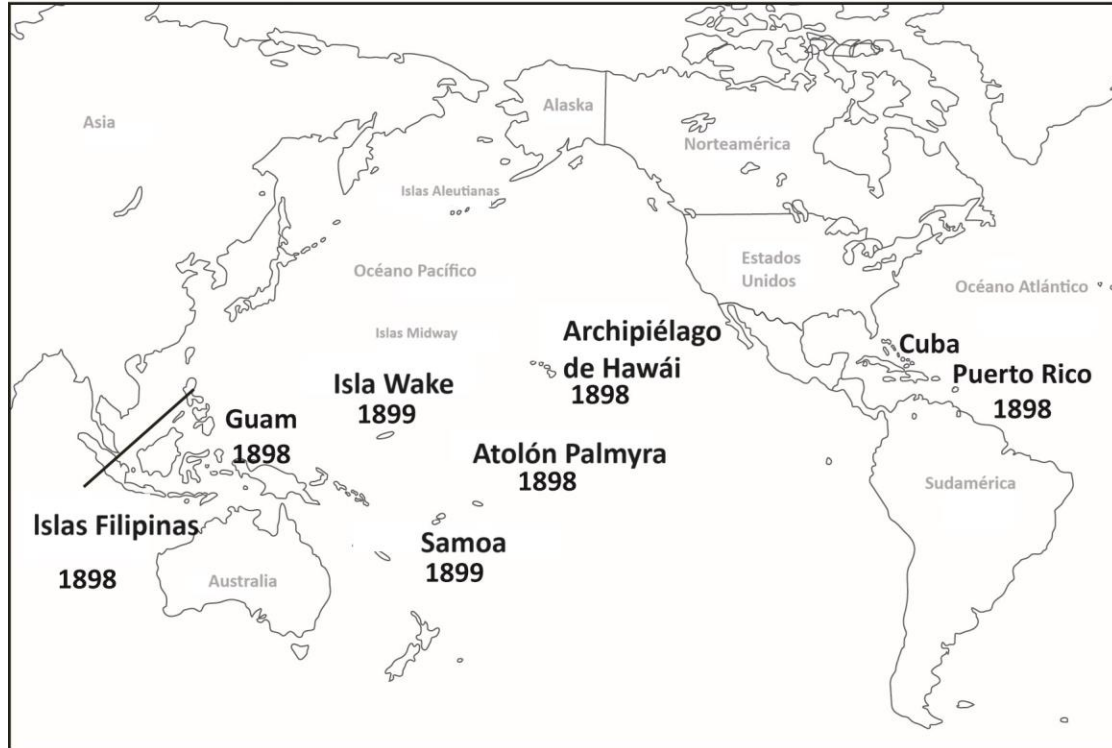 Alaska
Asia
Norteamérica
Islas Aleutianas
Estados
Unidos
Océano Pacífico
Océano Atlántico
Islas Midway
Archipiélago
de Hawái
1898
Cuba
Puerto Rico
1898
Isla Wake
1899
Guam
1898
Atolón Palmyra
1898
Sudamérica
Islas Filipinas
1898
Samoa
1899
Australia